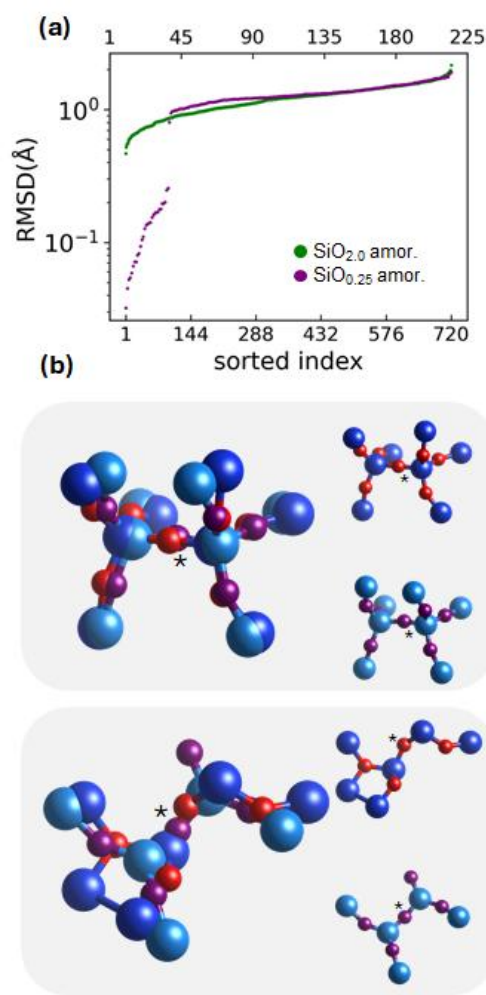 (a)
1 45 90 135 180 225
10⁰
10⁻¹
RMSD(Å)
SiO₂.₀ amor.
SiO₀.₂₅ amor.
1 144 288 432 576 720
sorted index
(b)
*
*
*
*
*
*